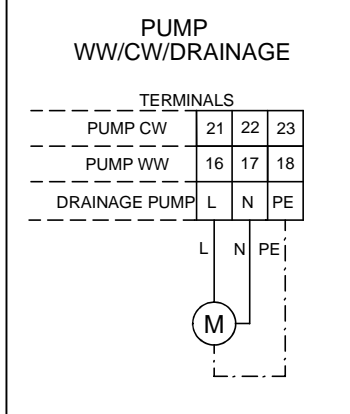 PUMP
WW/CW/DRAINAGE
TERMINALS
PUMP CW 21 22 23
PUMP WW 16 17 18
DRAINAGE PUMP L N PE
L N PE
M